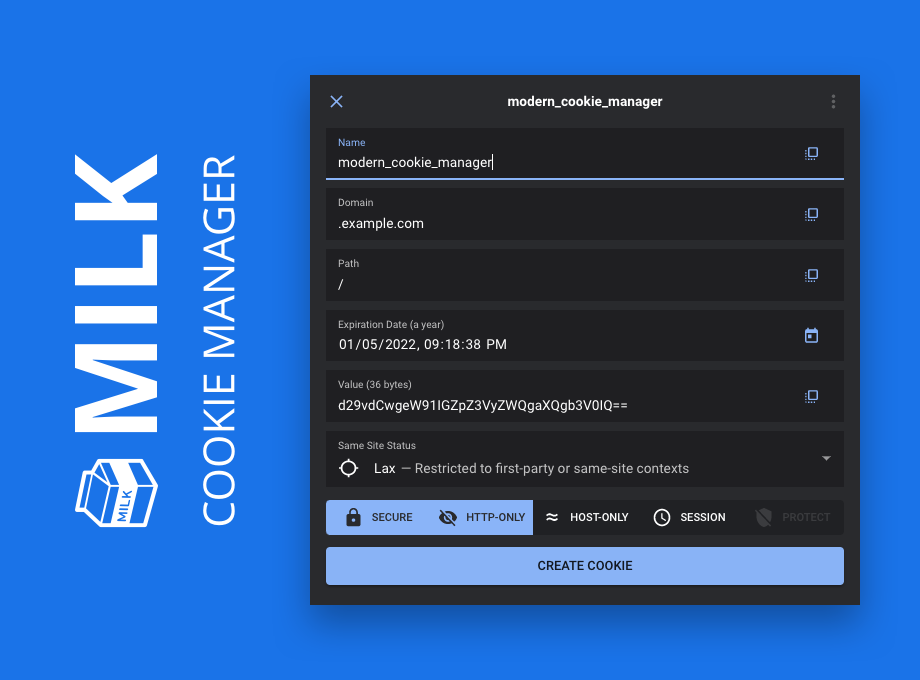 MILK
COOKIE MANAGER
MILK
modern_cookie_manager
Name
modern_cookie_manager
Domain
.example.com
Path
/
Expiration Date (a year)
01/05/2022, 09:18:38 PM
Value (36 bytes)
d29vdCwgeW91IGZpZ3VyZWQgaXQgb3V0IQ==
Same Site Status
Lax — Restricted to first-party or same-site contexts
SECURE HTTP-ONLY HOST-ONLY SESSION PROTECT
CREATE COOKIE